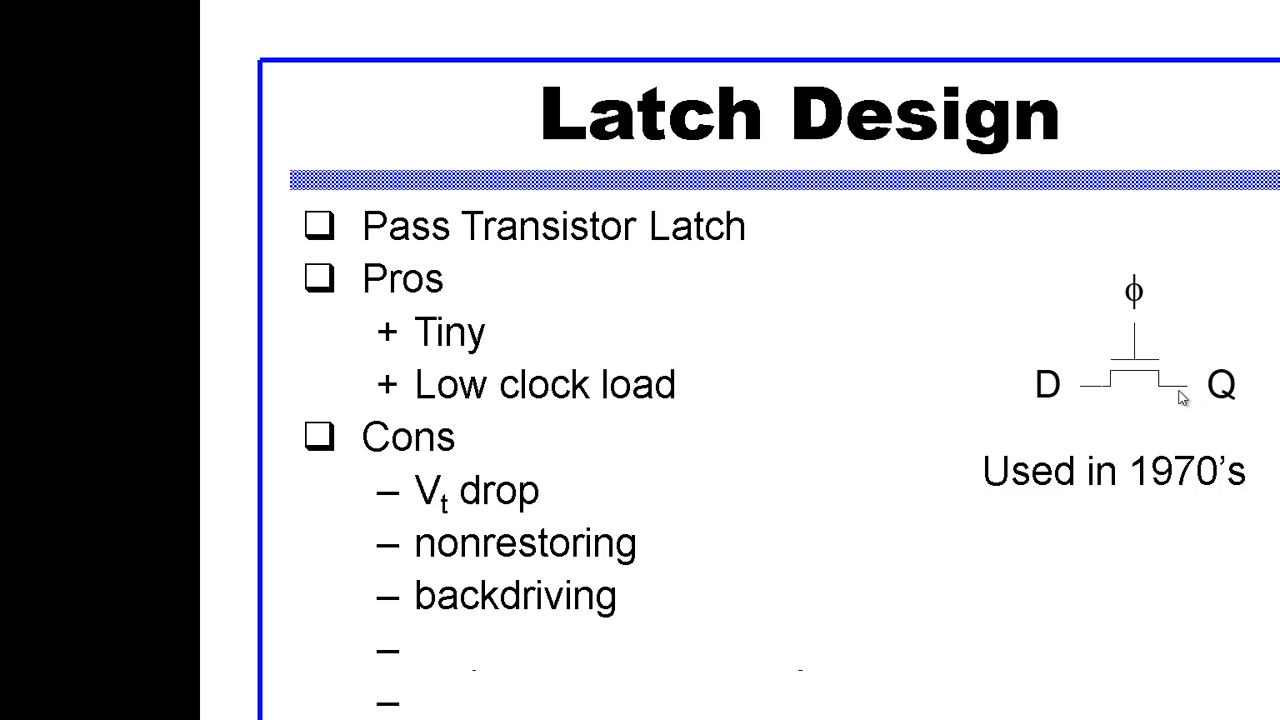 Latch Design
❑ Pass Transistor Latch
❑ Pros
+ Tiny
+ Low clock load
❑ Cons
– Vt drop
– nonrestoring
– backdriving
–
–
ϕ
D Q
Used in 1970’s